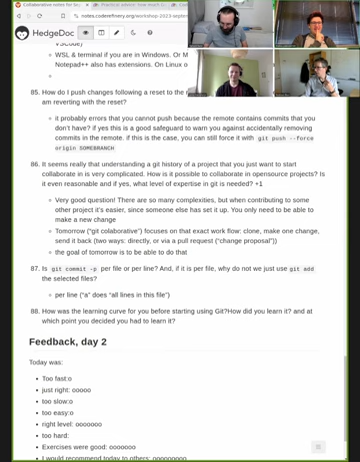 notes.coderefinery.org/workshop-2023-septem
HedgeDoc
VSCode)
WSL & terminal if you are in Windows. Or M
Notepad++ also has extensions. On Linux o
85. How do I push changes following a reset to the r
am reverting with the reset?
it probably errors that you cannot push because the remote contains commits that you
don't have? if yes this is a good safeguard to warn you against accidentally removing
commits in the remote. if this is the case, you can still force it with git push --force
origin SOMEBRANCH
86. It seems really that understanding a git history of a project that you just want to start
collaborate in is very complicated. How is it possible to collaborate in opensource projects? Is
it even reasonable and if yes, what level of expertise in git is needed? +1
Very good question! There are so many complexities, but when contributing to some
other project it's easier, since someone else has set it up. You only need to be able to
make a new change
Tomorrow ("git colaborative") focuses on that exact work flow: clone, make one change,
send it back (two ways: directly, or via a pull request ("change proposal"))
the goal of tomorrow is to be able to do that
87. Is git commit -p per file or per line? And, if it is per file, why do not we just use git add
the selected files?
per line ("a" does "all lines in this file")
88. How was the learning curve for you before starting using Git?How did you learn it? and at
which point you decided you had to learn it?
Feedback, day 2
Today was:
Too fast:o
just right: ooooo
too slow:o
too easy:o
right level: ooooooo
too hard:
Exercises were good: ooooooo
I would recommend today to others: ooooooooo